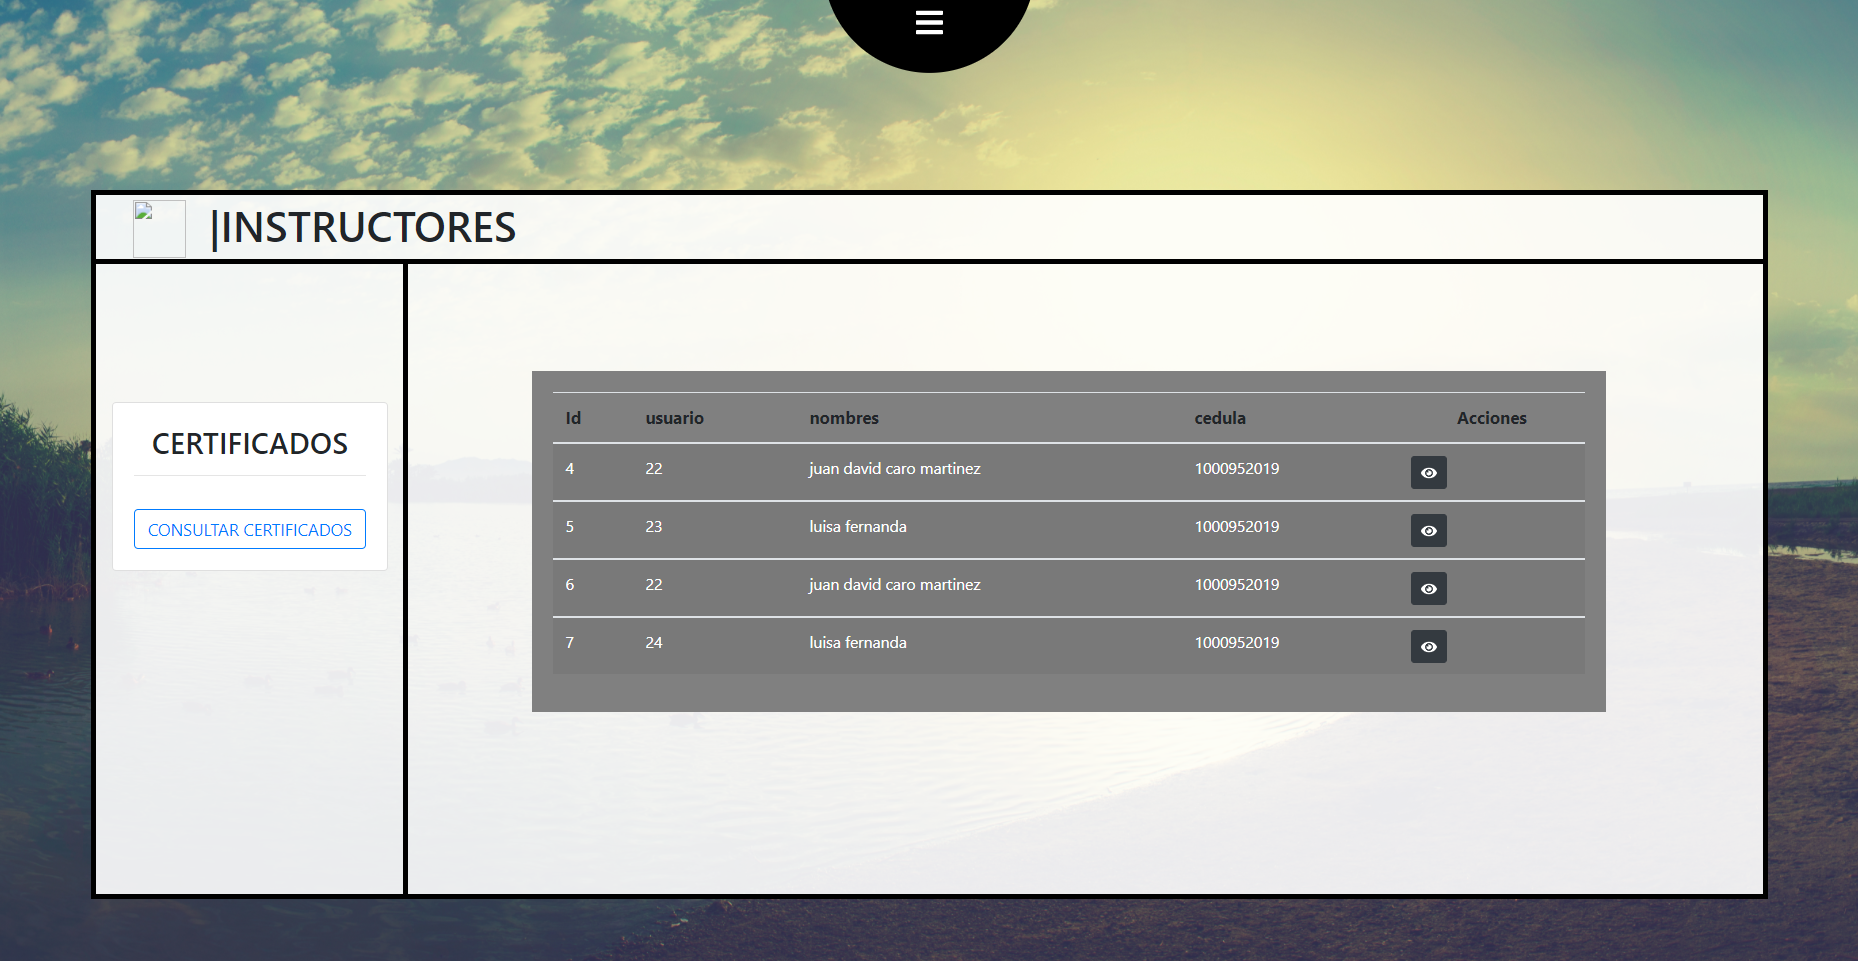 |INSTRUCTORES
CERTIFICADOS
CONSULTAR CERTIFICADOS
Id usuario nombres cedula Acciones
4 22 juan david caro martinez 1000952019
5 23 luisa fernanda 1000952019
6 22 juan david caro martinez 1000952019
7 24 luisa fernanda 1000952019